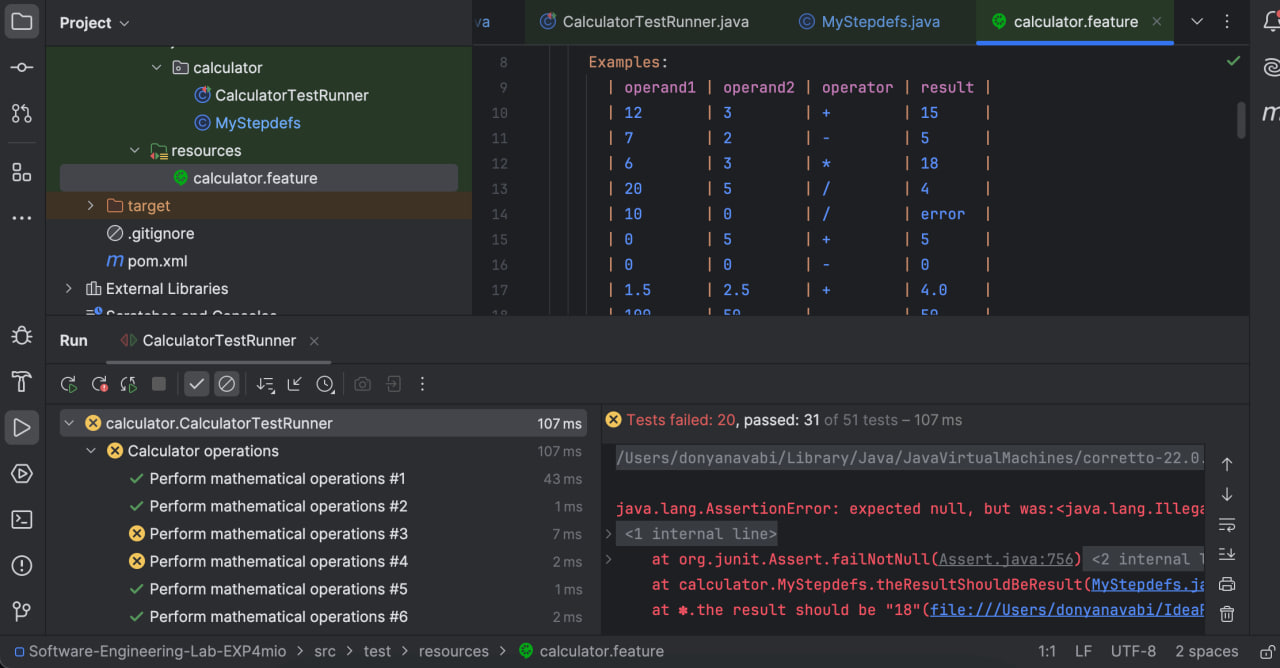 Project
va
CalculatorTestRunner.java
MyStepdefs.java
calculator.feature
calculator
CalculatorTestRunner
MyStepdefs
resources
calculator.feature
target
.gitignore
pom.xml
External Libraries
Scratches and Consoles
8 Examples:
9 | operand1 | operand2 | operator | result |
10 | 12 | 3 | + | 15 |
11 | 7 | 2 | - | 5 |
12 | 6 | 3 | * | 18 |
13 | 20 | 5 | / | 4 |
14 | 10 | 0 | / | error |
15 | 0 | 5 | + | 5 |
16 | 0 | 0 | - | 0 |
17 | 1.5 | 2.5 | + | 4.0 |
18 | 100 | 50 | 50 |
Run CalculatorTestRunner
calculator.CalculatorTestRunner 107 ms
Calculator operations 107 ms
Perform mathematical operations #1 43 ms
Perform mathematical operations #2 1 ms
Perform mathematical operations #3 7 ms
Perform mathematical operations #4 2 ms
Perform mathematical operations #5 1 ms
Perform mathematical operations #6 2 ms
Tests failed: 20, passed: 31 of 51 tests – 107 ms
/Users/donyanavabi/Library/Java/JavaVirtualMachines/corretto-22.0.
java.lang.AssertionError: expected null, but was:<java.lang.Illega
<1 internal line>
at org.junit.Assert.failNotNull(Assert.java:756) <2 internal l
at calculator.MyStepdefs.theResultShouldBeResult(MyStepdefs.ja
at ✽.the result should be "18"(file:///Users/donyanavabi/IdeaP
Software-Engineering-Lab-EXP4mio > src > test > resources > calculator.feature
1:1 LF UTF-8 2 spaces